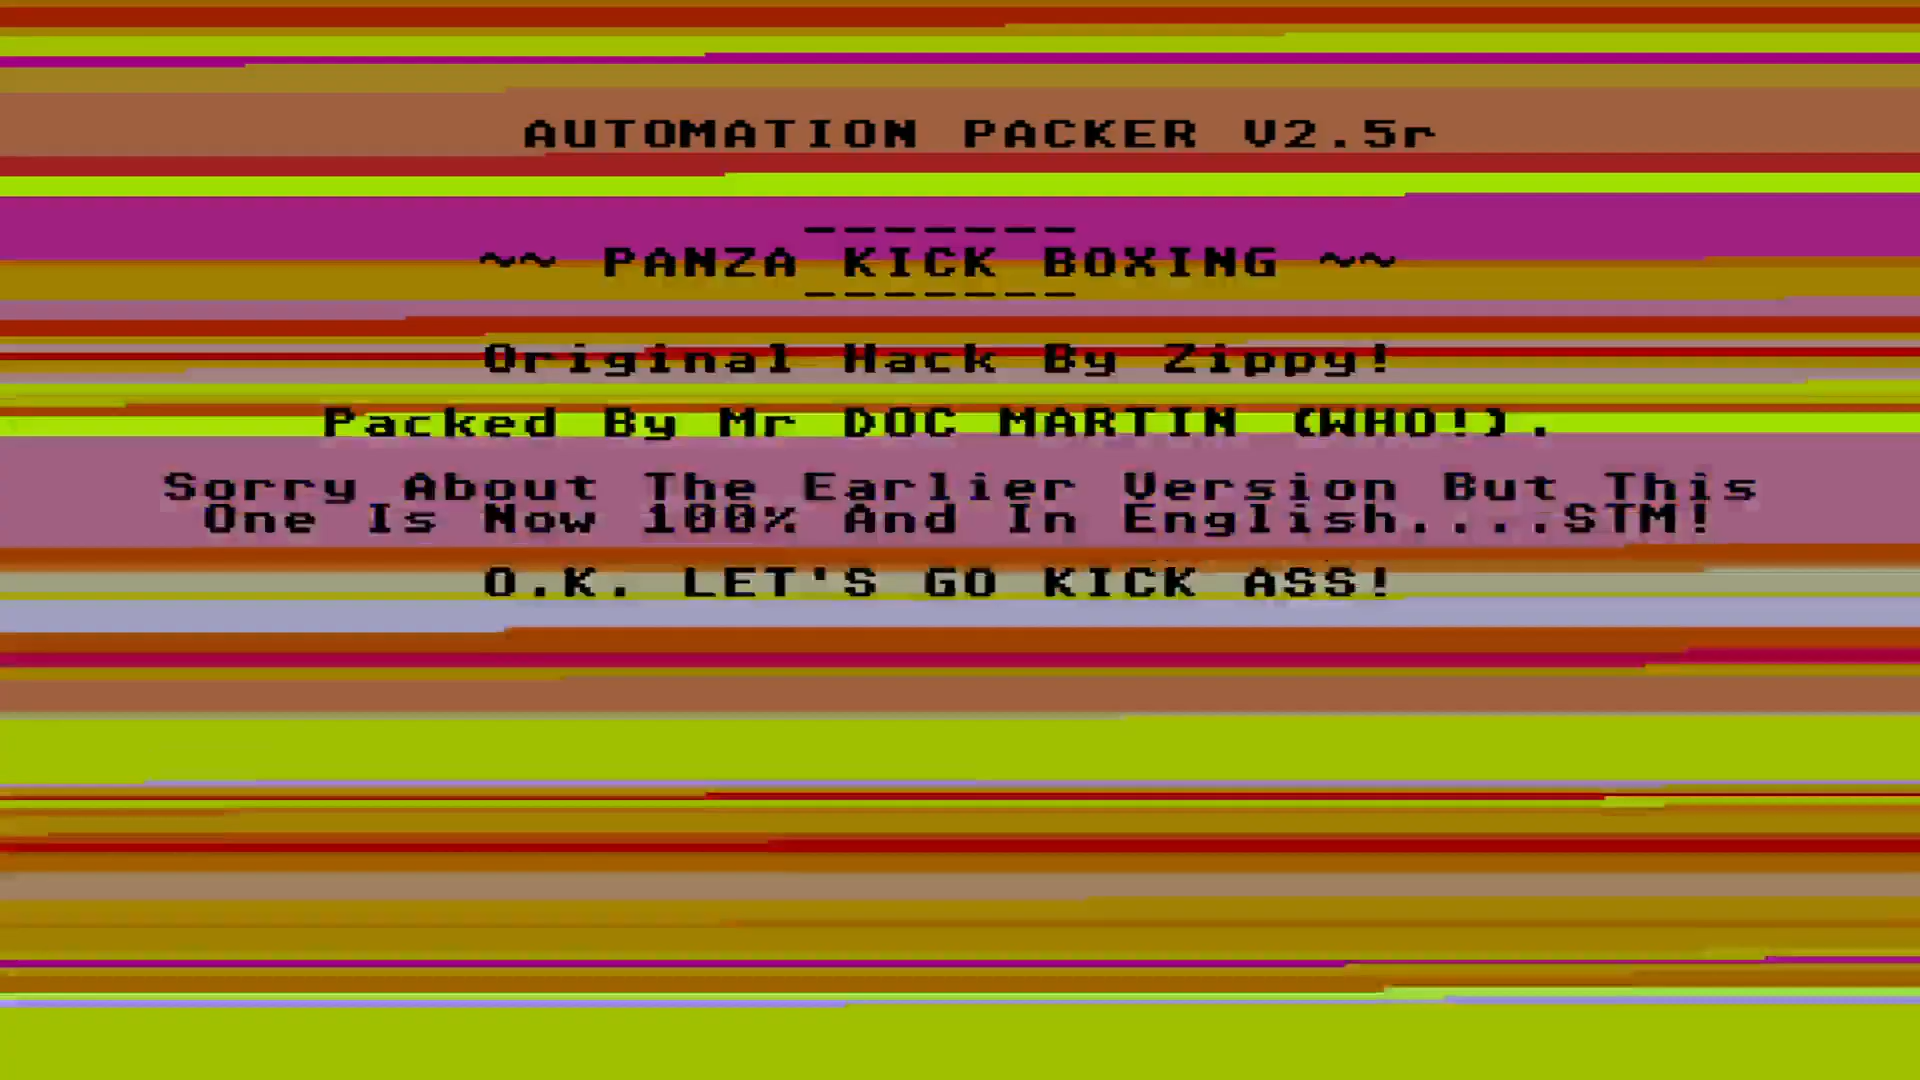 AUTOMATION PACKER V2.5r
-------
~~ PANZA KICK BOXING ~~
-------
Original Hack By Zippy!
Packed By Mr DOC MARTIN (WHO!).
Sorry About The Earlier Version But This
One Is Now 100% And In English....STM!
O.K. LET'S GO KICK ASS!